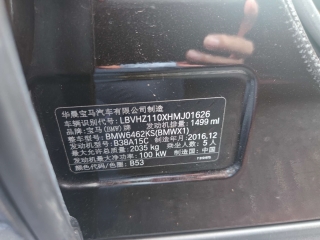 华晨宝马汽车有限公司制造
车辆识别代号: LBVHZ110XHMJ01626
品牌: 宝马(BMW)牌 发动机排量: 1499 ml
整车型号: BMW6462KS(BMWX1)
发动机型号: B38A15C 制造年月: 2016.12
最大允许总质量: 2035 kg 乘坐人数: 5 人
发动机最大净功率: 100 kW 制造国: 中国
颜色代码/色圈: B53